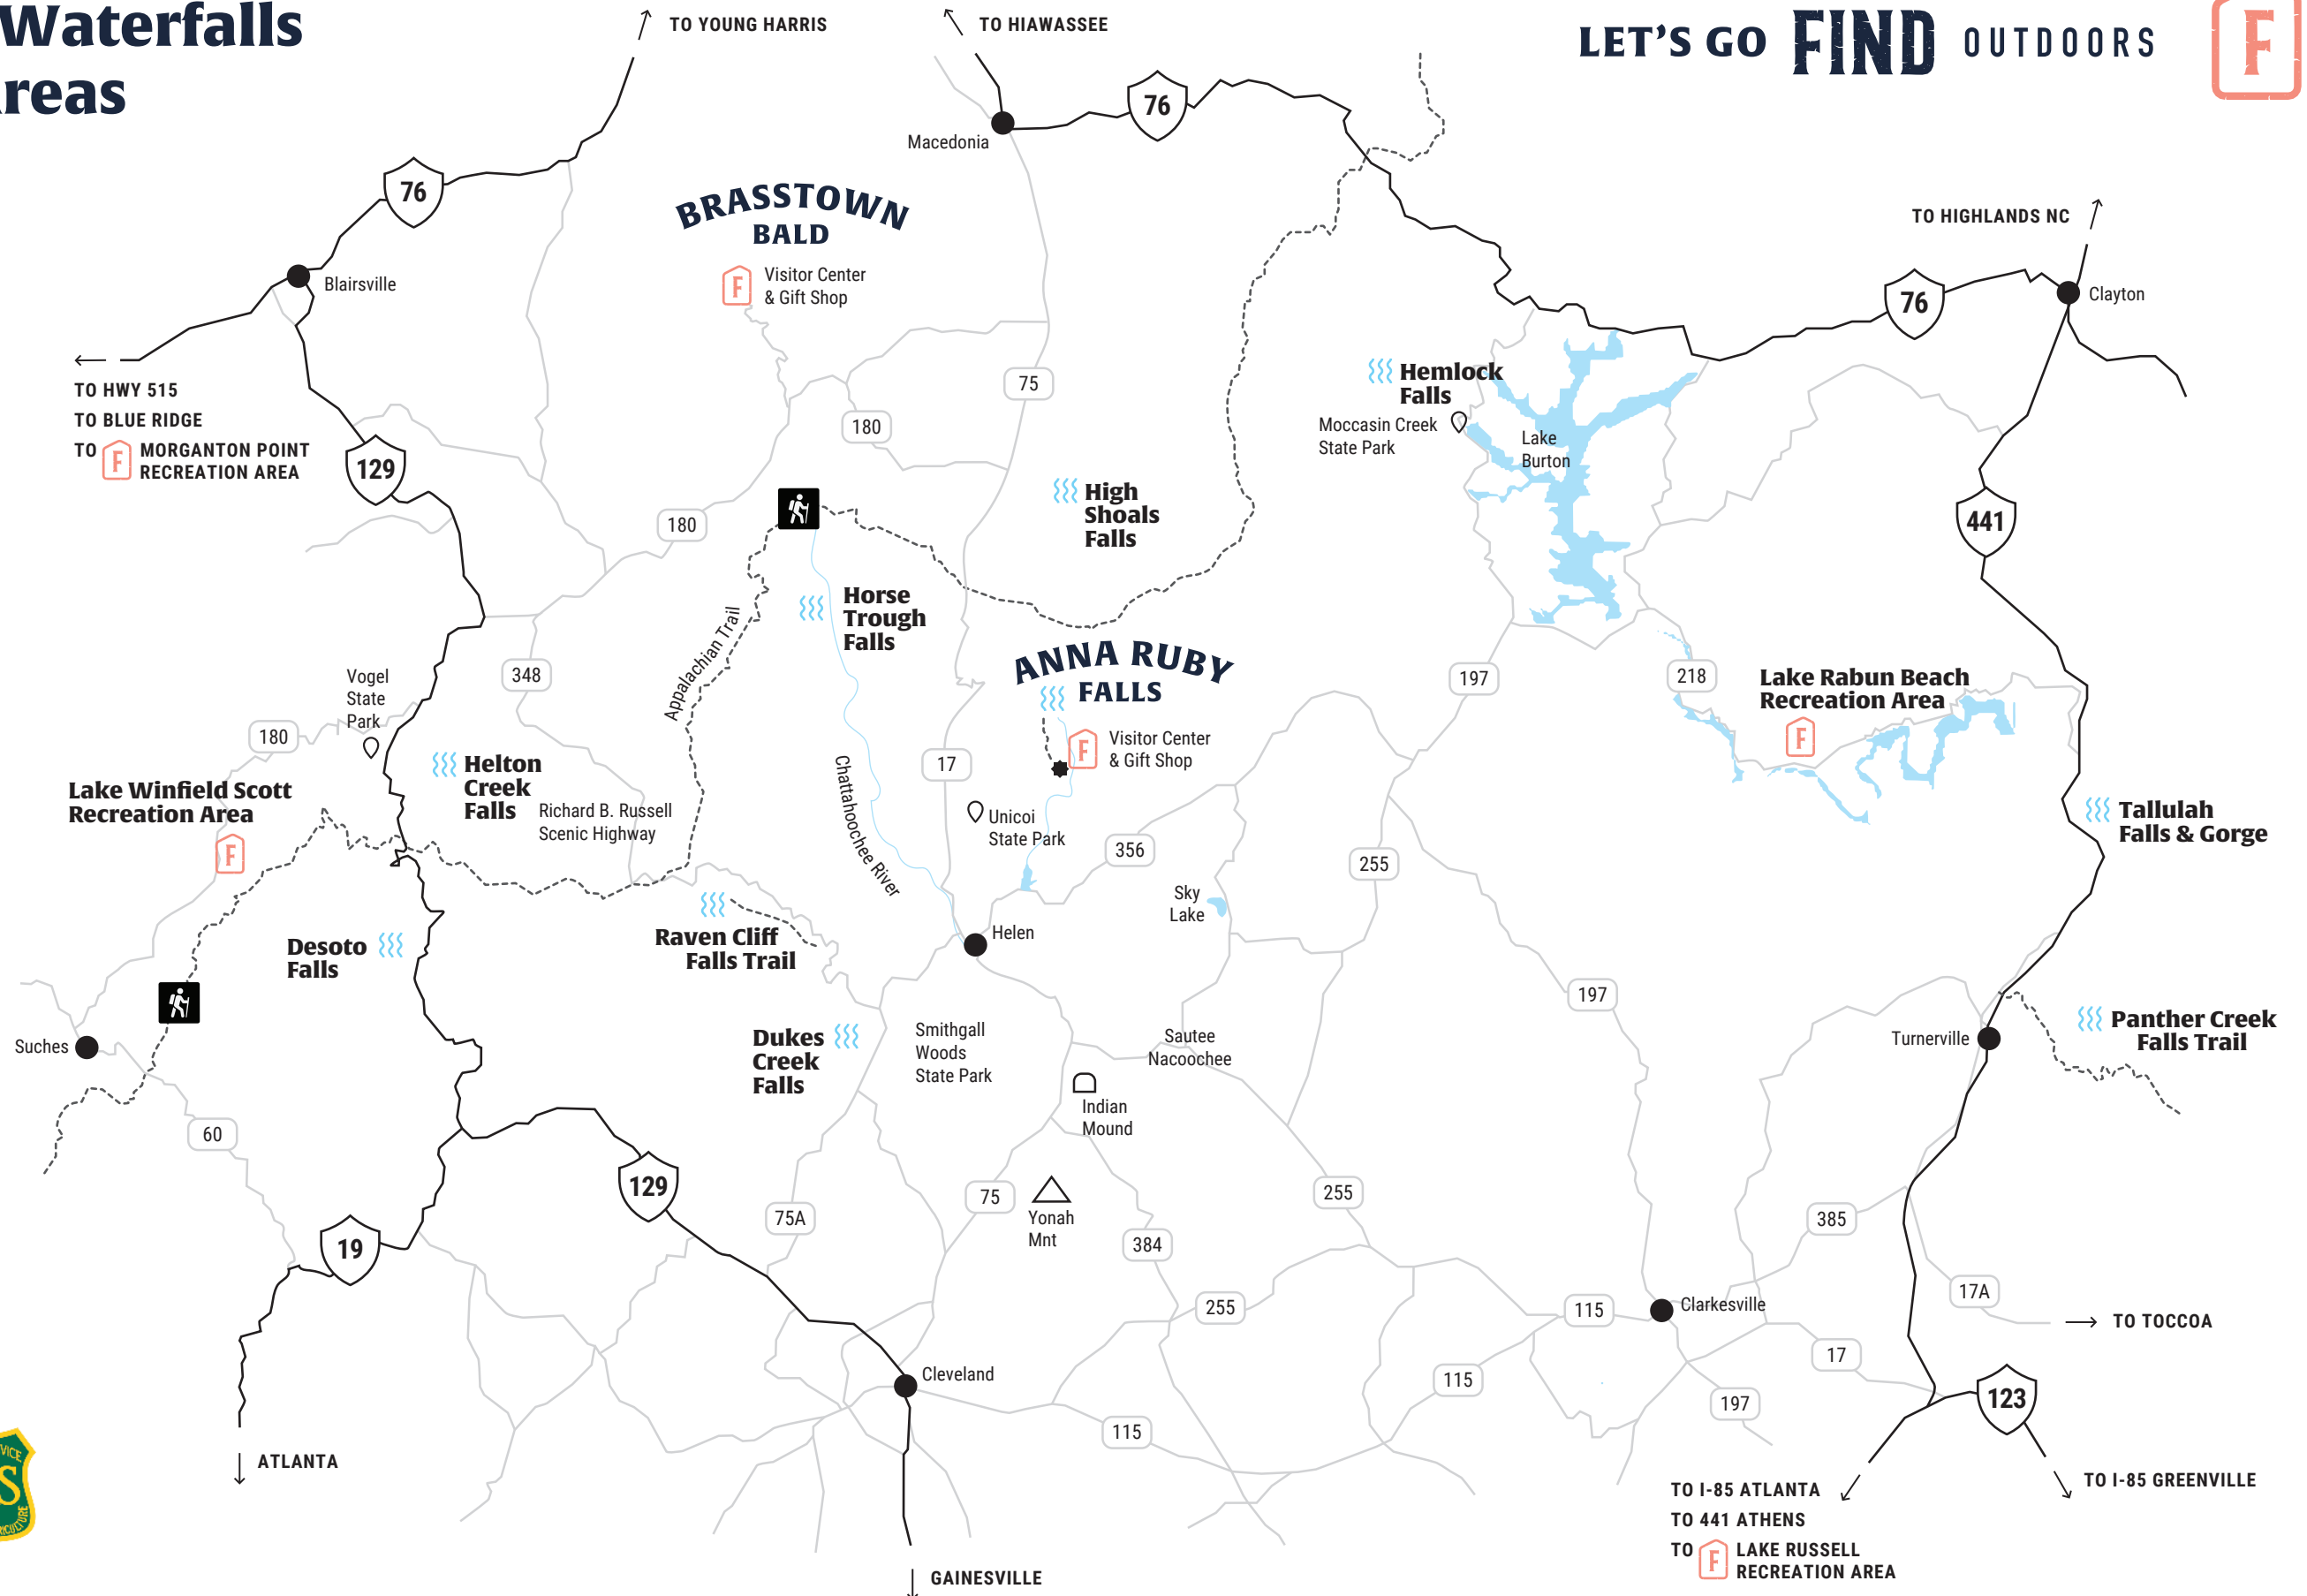 Waterfalls
reas
TO YOUNG HARRIS
TO HIAWASSEE
LET'S GO FIND OUTDOORS
F
76
Macedonia
76
BRASSTOWN
BALD
F
Visitor Center
& Gift Shop
Blairsville
TO HIGHLANDS NC
76
Clayton
TO HWY 515
TO BLUE RIDGE
TO F MORGANTON POINT
RECREATION AREA
129
75
180
180
Hemlock
Falls
Moccasin Creek
State Park
Lake
Burton
High
Shoals
Falls
441
Horse
Trough
Falls
Appalachian Trail
348
Vogel
State
Park
180
ANNA RUBY
FALLS
F
Visitor Center
& Gift Shop
197
218
Lake Rabun Beach
Recreation Area
F
Helton
Creek
Falls
Richard B. Russell
Scenic Highway
Chattahoochee River
17
Unicoi
State Park
356
255
Tallulah
Falls & Gorge
Lake Winfield Scott
Recreation Area
F
Sky
Lake
Helen
Raven Cliff
Falls Trail
Desoto
Falls
197
Suches
Dukes
Creek
Falls
Smithgall
Woods
State Park
Sautee
Nacoochee
Turnerville
Panther Creek
Falls Trail
Indian
Mound
60
129
75A
75
Yonah
Mnt
384
255
385
19
255
115
Clarkesville
17A
TO TOCCOA
17
Cleveland
115
197
123
115
ATLANTA
VICE
S
RICULTURE
TO I-85 ATLANTA
TO 441 ATHENS
TO F LAKE RUSSELL
RECREATION AREA
TO I-85 GREENVILLE
GAINESVILLE